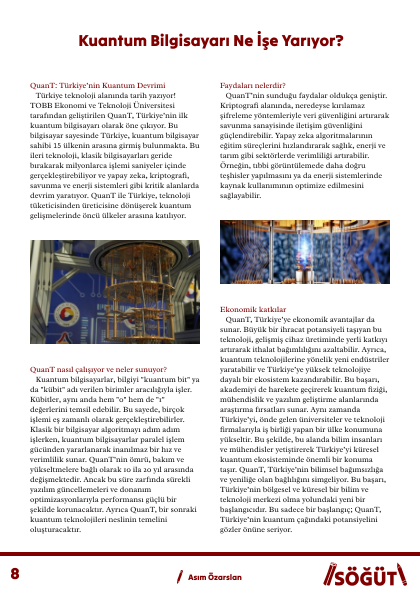 Kuantum Bilgisayarı Ne İşe Yarıyor?
QuanT: Türkiye'nin Kuantum Devrimi
Türkiye teknoloji alanında tarih yazıyor!
TOBB Ekonomi ve Teknoloji Üniversitesi
tarafından geliştirilen QuanT, Türkiye'nin ilk
kuantum bilgisayarı olarak öne çıkıyor. Bu
bilgisayar sayesinde Türkiye, kuantum bilgisayar
sahibi 15 ülkenin arasına girmiş bulunmakta. Bu
ileri teknoloji, klasik bilgisayarları geride
bırakarak milyonlarca işlemi saniyeler içinde
gerçekleştirebiliyor ve yapay zeka, kriptografi,
savunma ve enerji sistemleri gibi kritik alanlarda
devrim yaratıyor. QuanT ile Türkiye, teknoloji
tüketicisinden üreticisine dönüşerek kuantum
gelişmelerinde öncü ülkeler arasına katılıyor.
QuanT nasıl çalışıyor ve neler sunuyor?
Kuantum bilgisayarlar, bilgiyi "kuantum bit" ya
da "kübit" adı verilen birimler aracılığıyla işler.
Kübitler, aynı anda hem "0" hem de "1"
değerlerini temsil edebilir. Bu sayede, birçok
işlemi eş zamanlı olarak gerçekleştirebilirler.
Klasik bir bilgisayar algoritmayı adım adım
işlerken, kuantum bilgisayarlar paralel işlem
gücünden yararlanarak inanılmaz bir hız ve
verimlilik sunar. QuanT'nin ömrü, bakım ve
yükseltmelere bağlı olarak 10 ila 20 yıl arasında
değişmektedir. Ancak bu süre zarfında sürekli
yazılım güncellemeleri ve donanım
optimizasyonlarıyla performansı güçlü bir
şekilde korunacaktır. Ayrıca QuanT, bir sonraki
kuantum teknolojileri neslinin temelini
oluşturacaktır.
Faydaları nelerdir?
QuanT'nin sunduğu faydalar oldukça geniştir.
Kriptografi alanında, neredeyse kırılamaz
şifreleme yöntemleriyle veri güvenliğini artırarak
savunma sanayisinde iletişim güvenliğini
güçlendirebilir. Yapay zeka algoritmalarının
eğitim süreçlerini hızlandırarak sağlık, enerji ve
tarım gibi sektörlerde verimliliği artırabilir.
Örneğin, tıbbi görüntülemede daha doğru
teşhisler yapılmasını ya da enerji sistemlerinde
kaynak kullanımının optimize edilmesini
sağlayabilir.
Ekonomik katkılar
QuanT, Türkiye'ye ekonomik avantajlar da
sunar. Büyük bir ihracat potansiyeli taşıyan bu
teknoloji, gelişmiş cihaz üretiminde yerli katkıyı
artırarak ithalat bağımlılığını azaltabilir. Ayrıca,
kuantum teknolojilerine yönelik yeni endüstriler
yaratabilir ve Türkiye'ye yüksek teknolojiye
dayalı bir ekosistem kazandırabilir. Bu başarı,
akademiyi de harekete geçirerek kuantum fiziği,
mühendislik ve yazılım geliştirme alanlarında
araştırma fırsatları sunar. Aynı zamanda
Türkiye'yi, önde gelen üniversiteler ve teknoloji
firmalarıyla iş birliği yapan bir ülke konumuna
yükseltir. Bu şekilde, bu alanda bilim insanları
ve mühendisler yetiştirerek Türkiye'yi küresel
kuantum ekosisteminde önemli bir konuma
taşır. QuanT, Türkiye'nin bilimsel bağımsızlığa
ve yeniliğe olan bağlılığını simgeliyor. Bu başarı,
Türkiye'nin bölgesel ve küresel bir bilim ve
teknoloji merkezi olma yolundaki yeni bir
başlangıcıdır. Bu sadece bir başlangıç; QuanT,
Türkiye'nin kuantum çağındaki potansiyelini
gözler önüne seriyor.
8
Asım Özarslan
SÖĞÜT